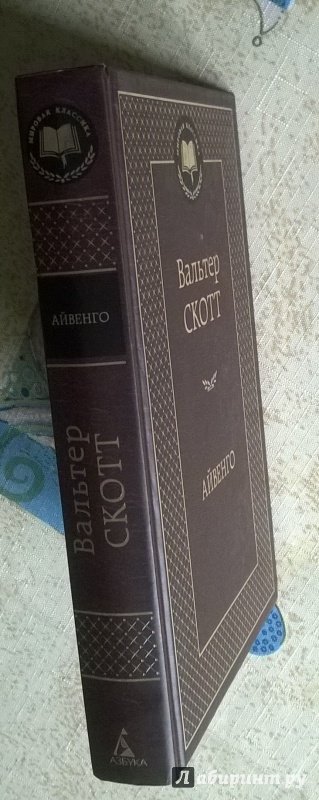 МИРОВАЯ КЛАССИКА
АЙВЕНГО
Вальтер
СКОТТ
АЗБУКА
Вальтер
СКОТТ
АЙВЕНГО
Лабиринт.ру